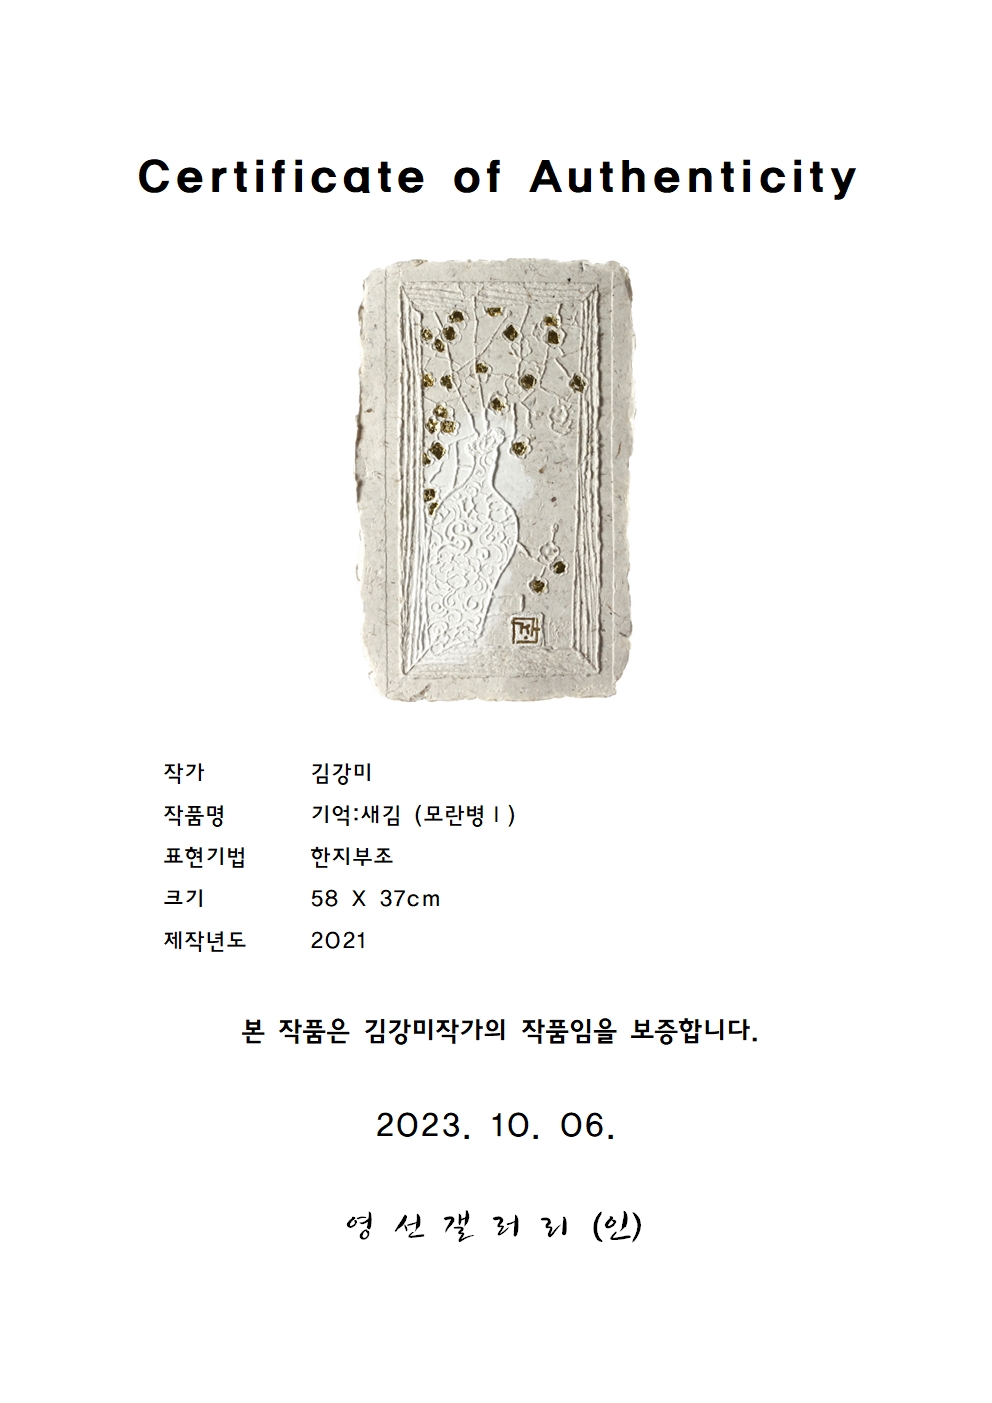 Certificate of Authenticity
작가 김강미
작품명 기억:새김 (모란병Ⅰ)
표현기법 한지부조
크기 58 X 37cm
제작년도 2021
본 작품은 김강미작가의 작품임을 보증합니다.
2023. 10. 06.
영 선 갤 러 리 (인)